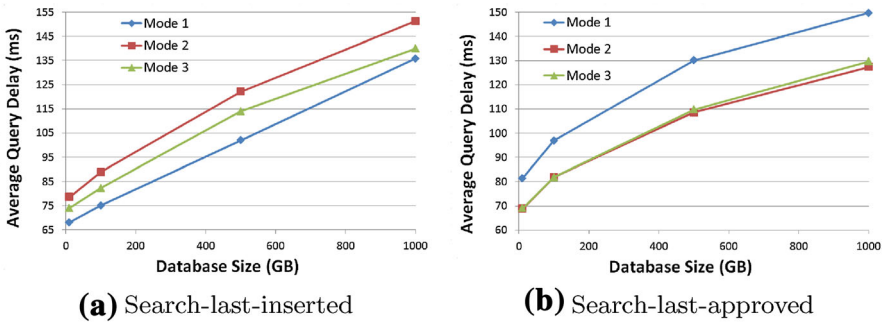 155
145
135
125
115
105
95
85
75
65
0
200
400
600
800
1000
Average Query Delay (ms)
Database Size (GB)
Mode 1
Mode 2
Mode 3
(a) Search-last-inserted
150
140
130
120
110
100
90
80
70
60
0
200
400
600
800
1000
Average Query Delay (ms)
Database Size (GB)
Mode 1
Mode 2
Mode 3
(b) Search-last-approved